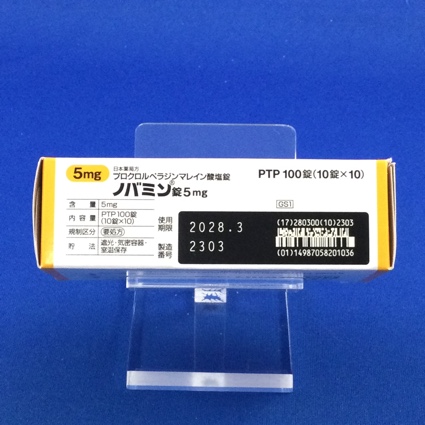 5mg
日本薬局方
プロクロルペラジンマレイン酸塩錠
ノバミン®錠5mg
PTP 100錠(10錠×10)
含量 5mg
内容量 PTP 100錠
(10錠×10)
規制区分 要処方
貯法 遮光・気密容器・
室温保存
使用
期限 2028.3
製造
番号 2303
GS1
(17)280300(10)2303
(01)14987058201036